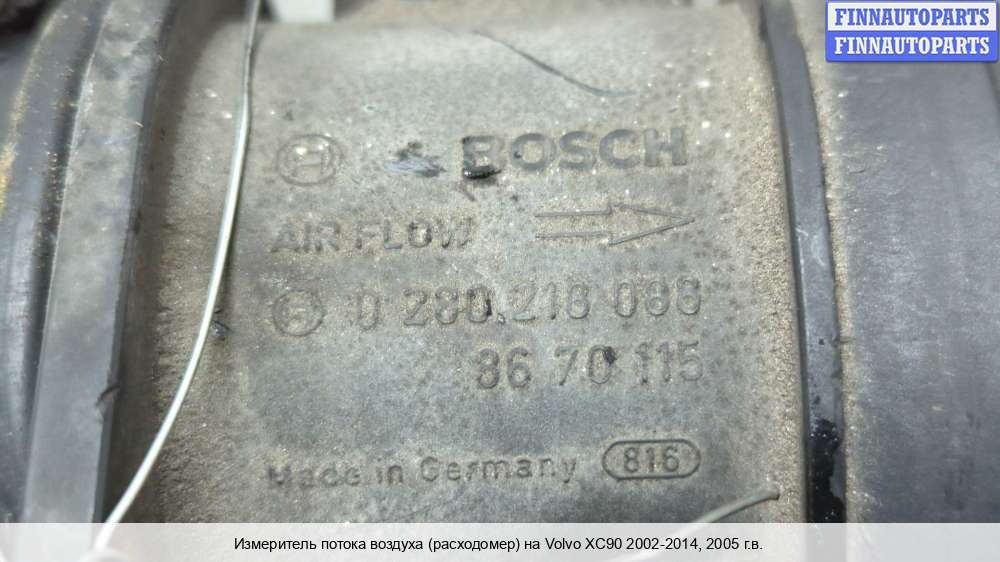 FINNAUTOPARTS
FINNAUTOPARTS
BOSCH
AIR FLOW
0 280 218 088
86 70 115
Made in Germany 816
Измеритель потока воздуха (расходомер) на Volvo XC90 2002-2014, 2005 г.в.